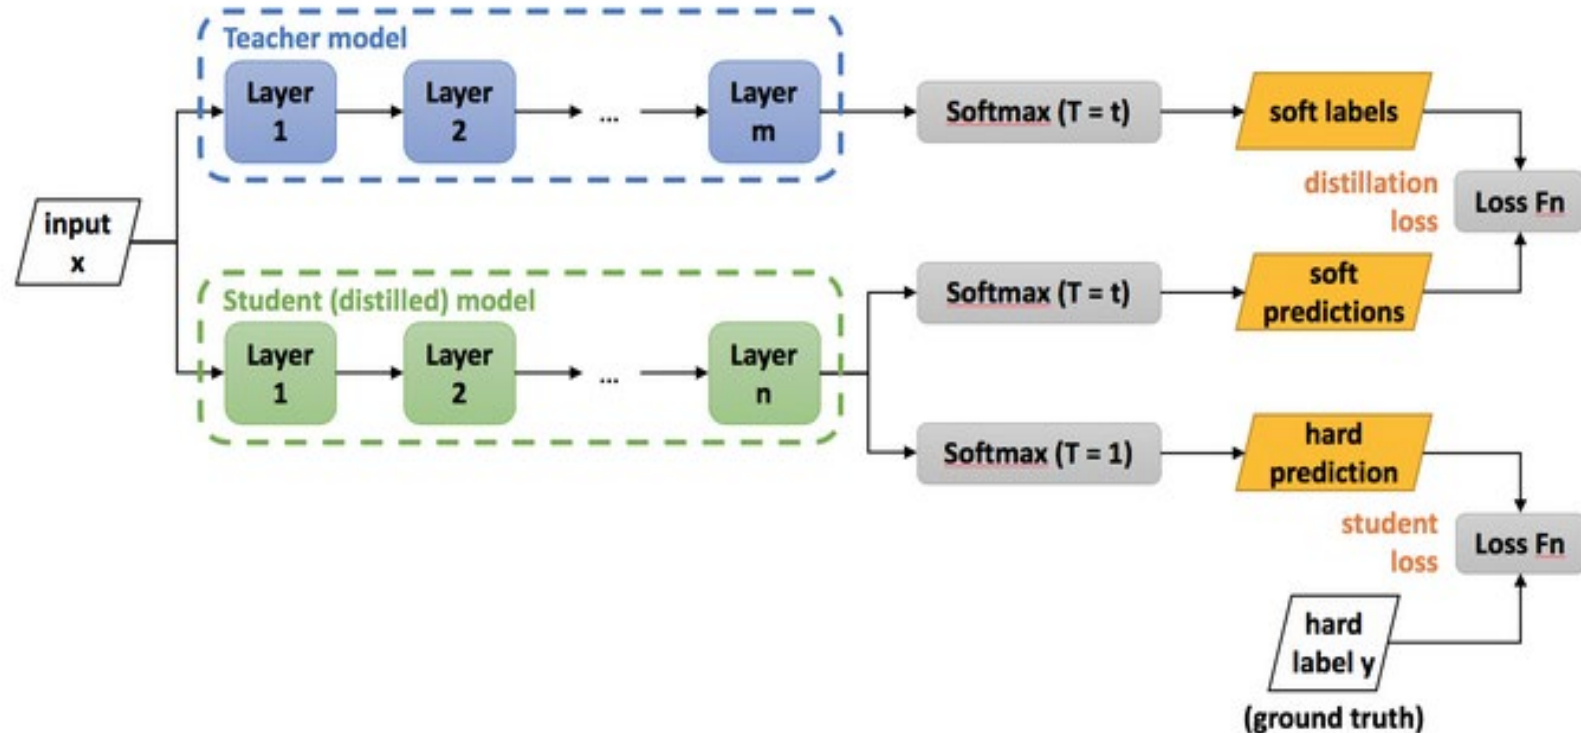 Teacher model
Layer
1
Layer
2
...
Layer
m
Softmax (T = t)
soft labels
distillation
loss
Loss Fn
input
x
Student (distilled) model
Layer
1
Layer
2
...
Layer
n
Softmax (T = t)
soft
predictions
Softmax (T = 1)
hard
prediction
student
loss
Loss Fn
hard
label y
(ground truth)